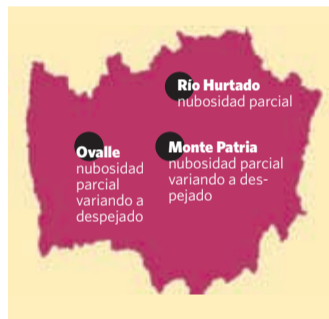 Río Hurtado
nubosidad parcial
Monte Patria
nubosidad parcial
variando a des-
pejado
Ovalle
nubosidad
parcial
variando a
despejado